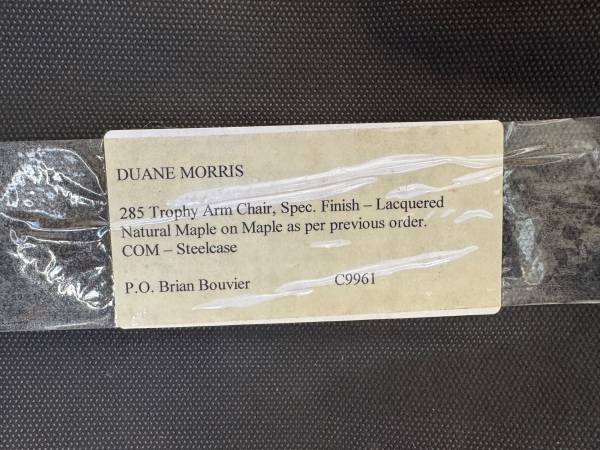 DUANE MORRIS
285 Trophy Arm Chair, Spec. Finish – Lacquered
Natural Maple on Maple as per previous order.
COM – Steelcase
P.O. Brian Bouvier C9961